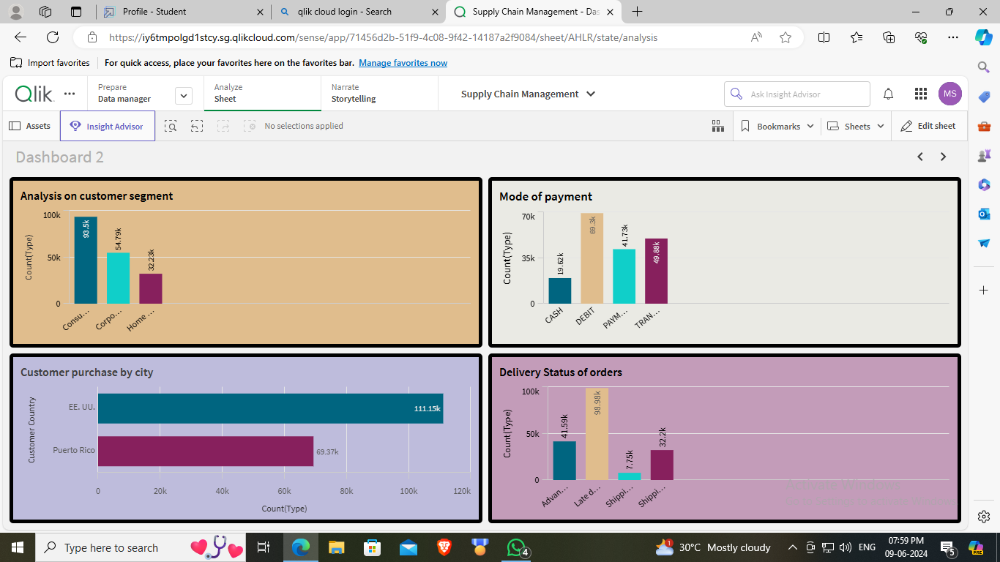 Profile - Student
qlik cloud login - Search
Supply Chain Management - Das
https://iy6tmpolgd1stcy.sg.qlikcloud.com/sense/app/71456d2b-51f9-4c08-9f42-14187a2f9084/sheet/AHLR/state/analysis
Import favorites
For quick access, place your favorites here on the favorites bar. Manage favorites now
Qlik
Prepare
Data manager
Analyze
Sheet
Narrate
Storytelling
Supply Chain Management
Ask Insight Advisor
MS
Assets
Insight Advisor
No selections applied
Bookmarks
Sheets
Edit sheet
Dashboard 2
Analysis on customer segment
Count(Type)
100k
50k
0
93.5k
54.79k
32.23k
Consu...
Corpo...
Home ...
Mode of payment
Count(Type)
70k
35k
0
19.62k
69.3k
41.73k
49.88k
CASH
DEBIT
PAYM...
TRAN...
Customer purchase by city
Customer Country
EE. UU.
111.15k
Puerto Rico
69.37k
0 20k 40k 60k 80k 100k 120k
Count(Type)
Delivery Status of orders
Count(Type)
100k
50k
0
41.59k
98.98k
7.75k
32.2k
Advan...
Late d...
Shippi...
Shippi...
Activate Windows
Type here to search
4
1
30°C Mostly cloudy
ENG
07:59 PM
09-06-2024
5
PRE